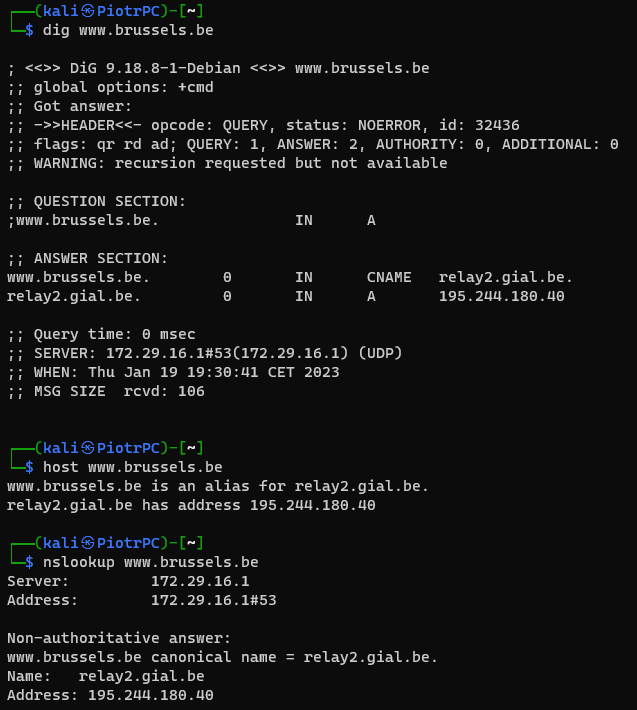 ┌──(kali㉿PiotrPC)-[~]
└─$ dig www.brussels.be
; <<>> DiG 9.18.8-1-Debian <<>> www.brussels.be
;; global options: +cmd
;; Got answer:
;; ->>HEADER<<- opcode: QUERY, status: NOERROR, id: 32436
;; flags: qr rd ad; QUERY: 1, ANSWER: 2, AUTHORITY: 0, ADDITIONAL: 0
;; WARNING: recursion requested but not available
;; QUESTION SECTION:
;www.brussels.be.               IN      A
;; ANSWER SECTION:
www.brussels.be.        0       IN      CNAME   relay2.gial.be.
relay2.gial.be.         0       IN      A       195.244.180.40
;; Query time: 0 msec
;; SERVER: 172.29.16.1#53(172.29.16.1) (UDP)
;; WHEN: Thu Jan 19 19:30:41 CET 2023
;; MSG SIZE  rcvd: 106
┌──(kali㉿PiotrPC)-[~]
└─$ host www.brussels.be
www.brussels.be is an alias for relay2.gial.be.
relay2.gial.be has address 195.244.180.40
┌──(kali㉿PiotrPC)-[~]
└─$ nslookup www.brussels.be
Server:         172.29.16.1
Address:        172.29.16.1#53
Non-authoritative answer:
www.brussels.be canonical name = relay2.gial.be.
Name:   relay2.gial.be
Address: 195.244.180.40